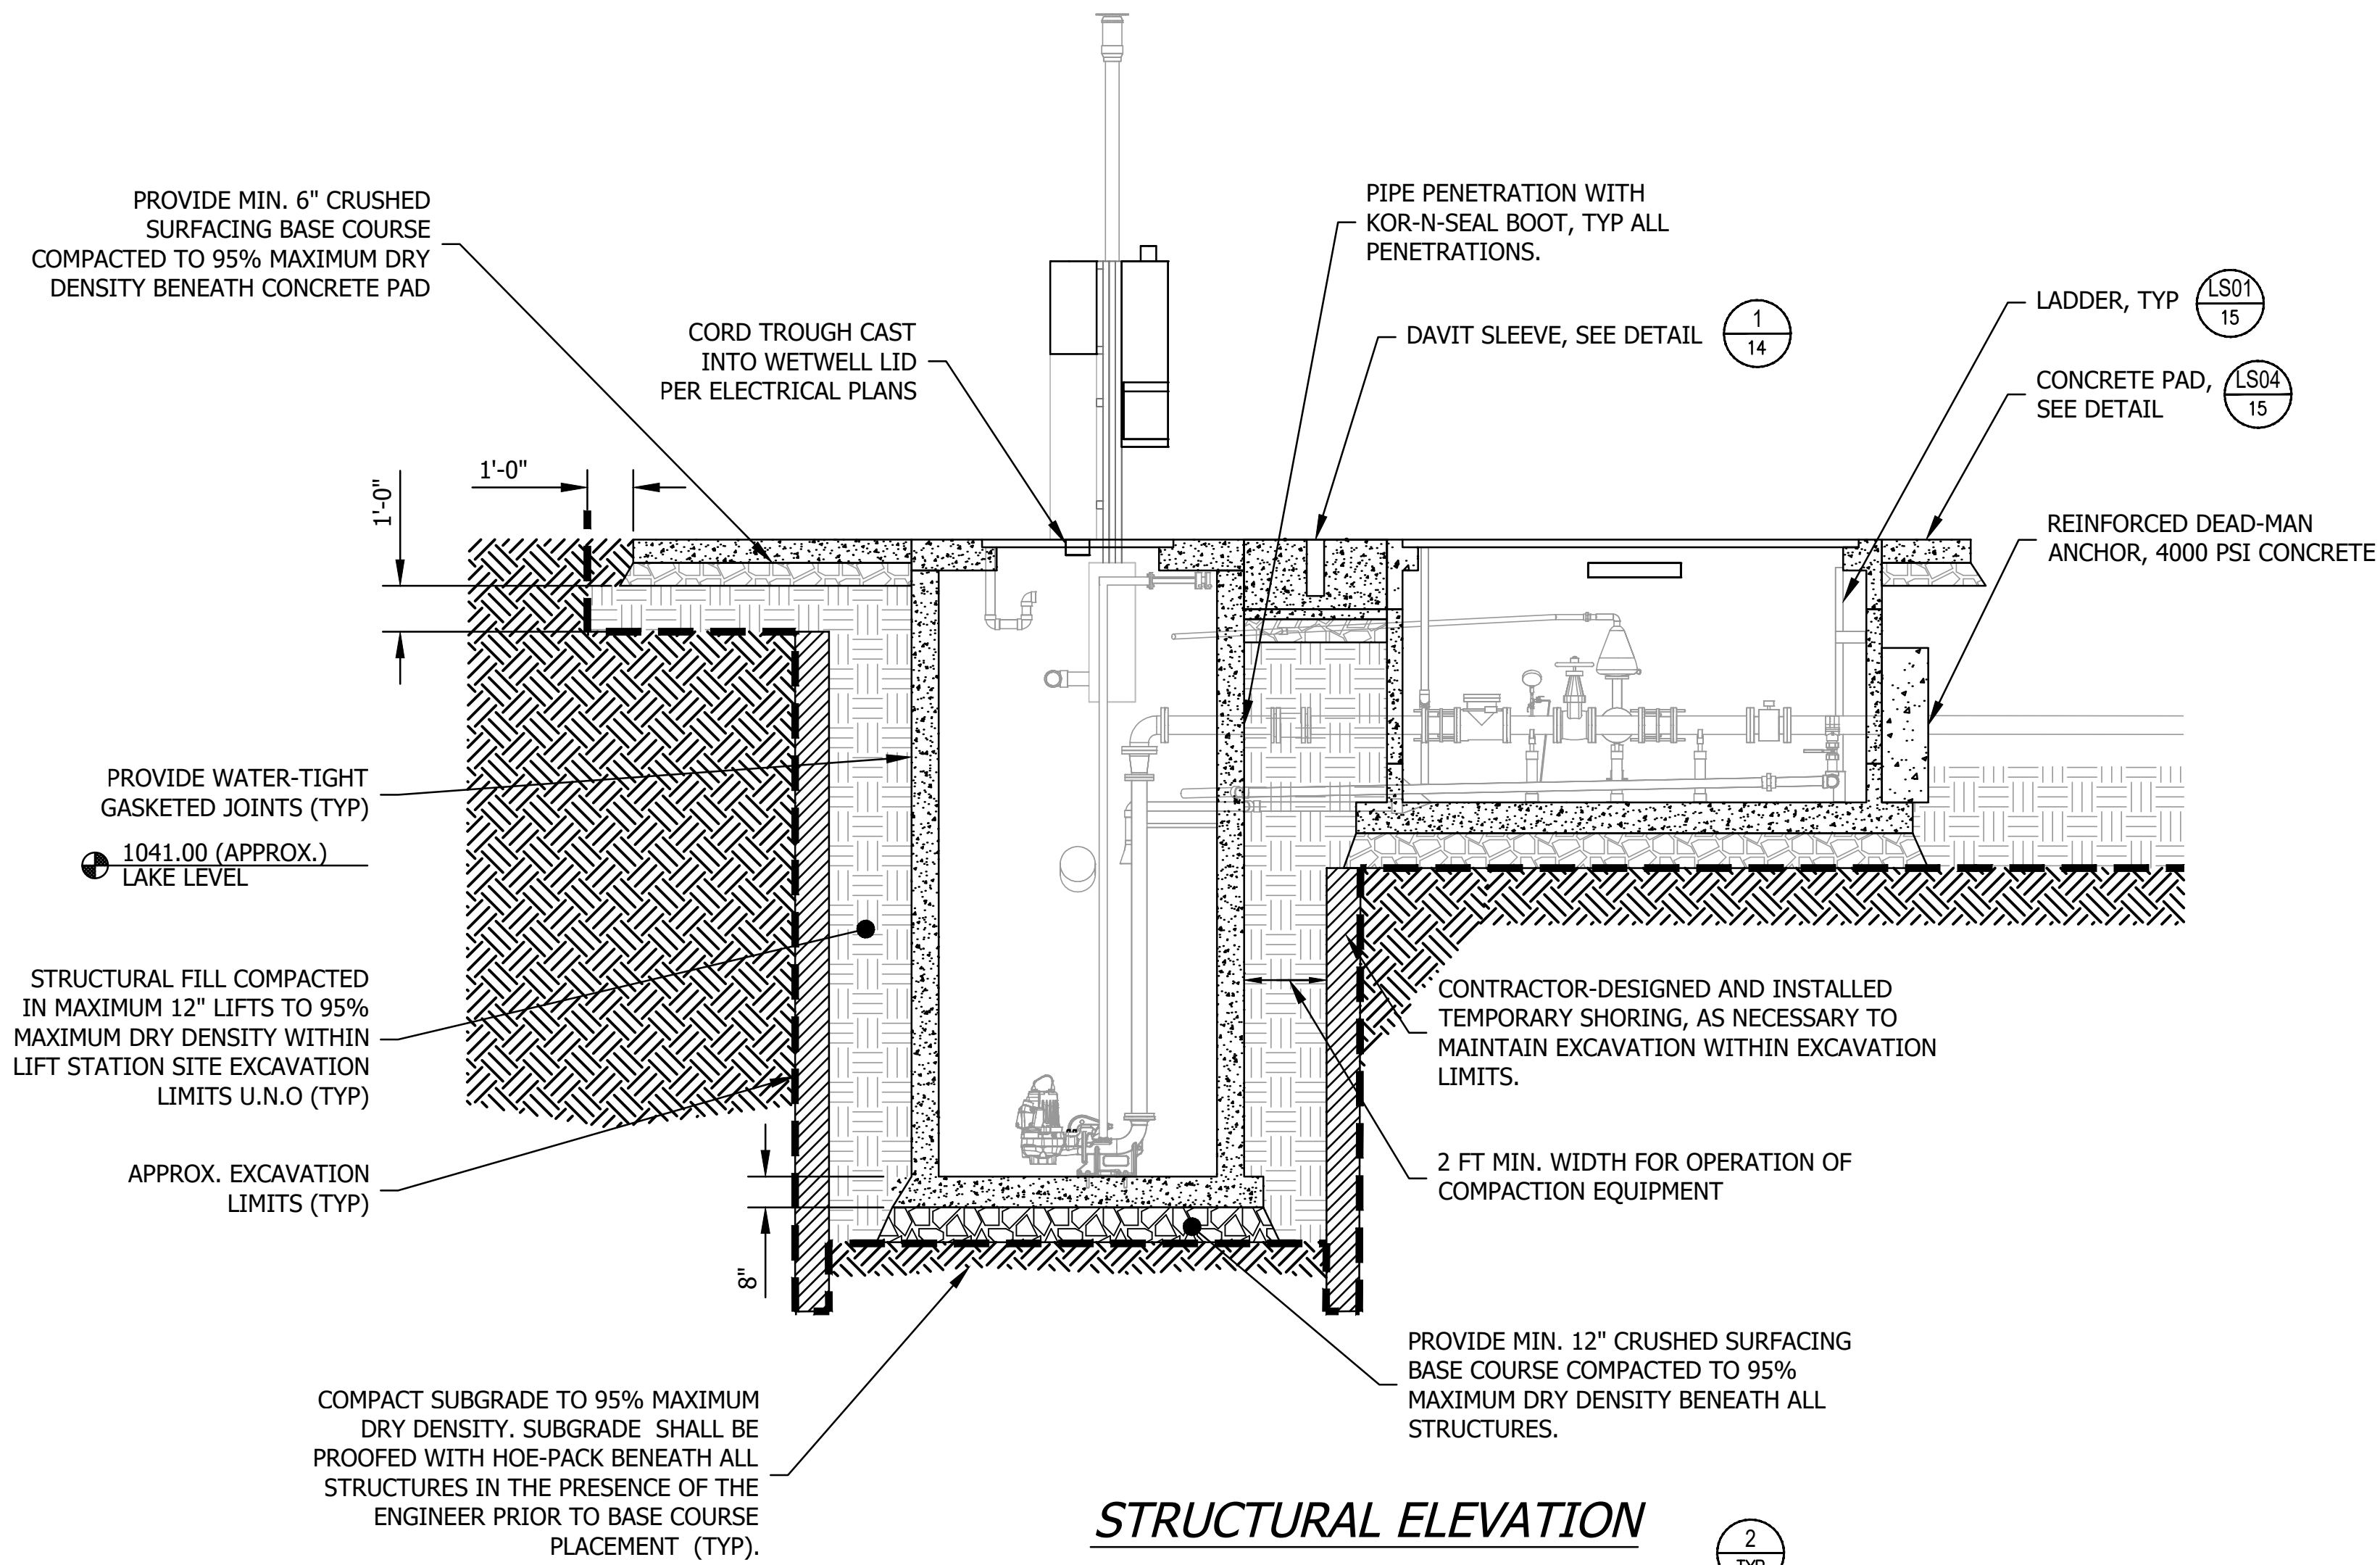 PROVIDE MIN. 6" CRUSHED
SURFACING BASE COURSE
COMPACTED TO 95% MAXIMUM DRY
DENSITY BENEATH CONCRETE PAD
CORD TROUGH CAST
INTO WETWELL LID
PER ELECTRICAL PLANS
PIPE PENETRATION WITH
KOR-N-SEAL BOOT, TYP ALL
PENETRATIONS.
DAVIT SLEEVE, SEE DETAIL
1
14
LADDER, TYP
LS01
15
CONCRETE PAD,
SEE DETAIL
LS04
15
REINFORCED DEAD-MAN
ANCHOR, 4000 PSI CONCRETE
1'-0"
1'-0"
PROVIDE WATER-TIGHT
GASKETED JOINTS (TYP)
1041.00 (APPROX.)
LAKE LEVEL
STRUCTURAL FILL COMPACTED
IN MAXIMUM 12" LIFTS TO 95%
MAXIMUM DRY DENSITY WITHIN
LIFT STATION SITE EXCAVATION
LIMITS U.N.O (TYP)
APPROX. EXCAVATION
LIMITS (TYP)
8"
CONTRACTOR-DESIGNED AND INSTALLED
TEMPORARY SHORING, AS NECESSARY TO
MAINTAIN EXCAVATION WITHIN EXCAVATION
LIMITS.
2 FT MIN. WIDTH FOR OPERATION OF
COMPACTION EQUIPMENT
PROVIDE MIN. 12" CRUSHED SURFACING
BASE COURSE COMPACTED TO 95%
MAXIMUM DRY DENSITY BENEATH ALL
STRUCTURES.
COMPACT SUBGRADE TO 95% MAXIMUM
DRY DENSITY. SUBGRADE SHALL BE
PROOFED WITH HOE-PACK BENEATH ALL
STRUCTURES IN THE PRESENCE OF THE
ENGINEER PRIOR TO BASE COURSE
PLACEMENT (TYP).
STRUCTURAL ELEVATION
2
TYP